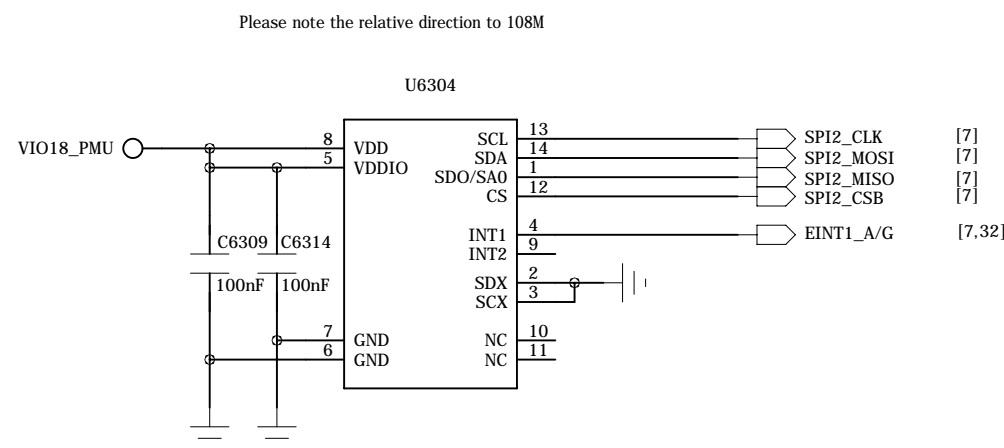 Please note the relative direction to 108M
U6304
VIO18_PMU
8 VDD SCL 13 SPI2_CLK [7]
5 VDDIO SDA 14 SPI2_MOSI [7]
SDO/SA0 1 SPI2_MISO [7]
CS 12 SPI2_CSB [7]
C6309 C6314 INT1 4 EINT1_A/G [7,32]
INT2 9
100nF 100nF SDX 2
SCX 3
7 GND NC 10
6 GND NC 11